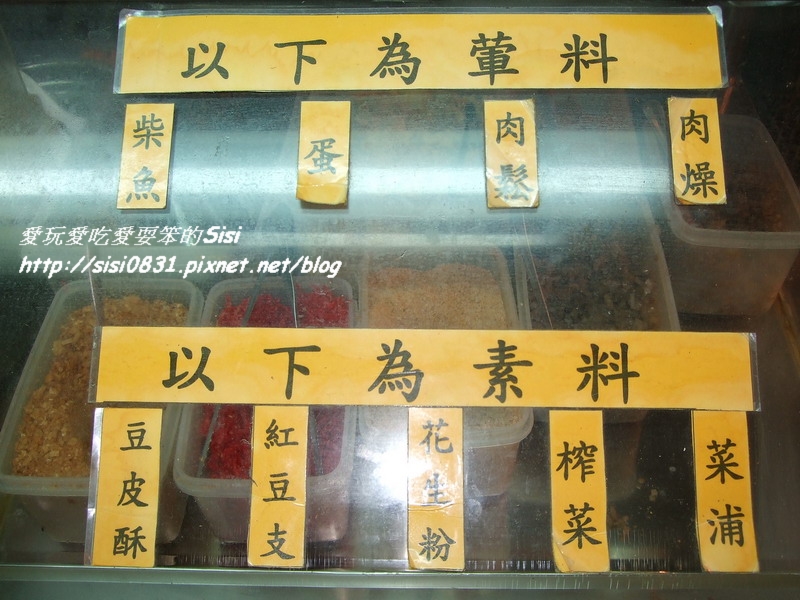 以下為葷料
柴魚
蛋
肉鬆
肉燥
愛玩愛吃愛耍笨的Sisi
http://sisi0831.pixnet.net/blog
以下為素料
豆皮酥
紅豆支
花生粉
榨菜
菜浦